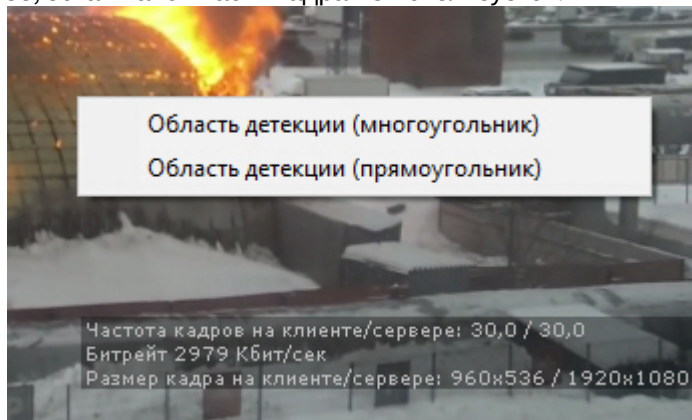 Область детекции (многоугольник)
Область детекции (прямоугольник)
Частота кадров на клиенте/сервере: 30,0 / 30,0
Битрейт 2979 Кбит/сек
Размер кадра на клиенте/сервере: 960x536 / 1920x1080